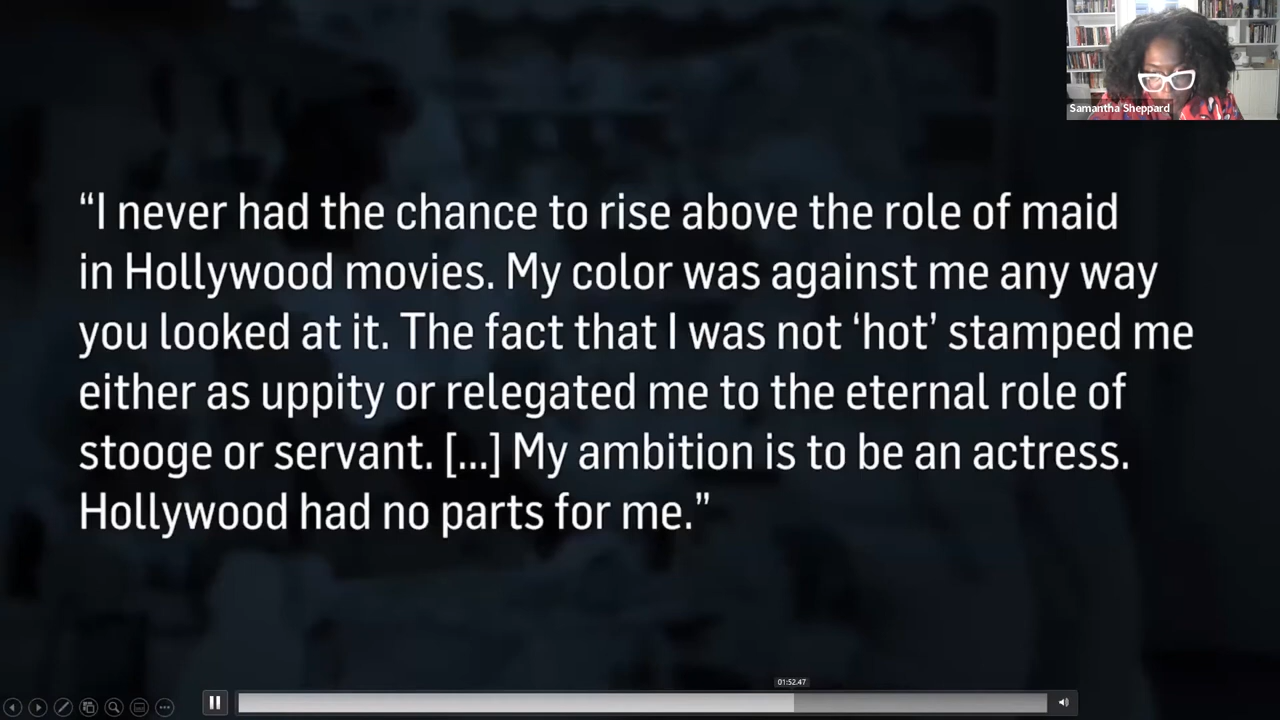 Samantha Sheppard
“I never had the chance to rise above the role of maid
in Hollywood movies. My color was against me any way
you looked at it. The fact that I was not ‘hot’ stamped me
either as uppity or relegated me to the eternal role of
stooge or servant. [...] My ambition is to be an actress.
Hollywood had no parts for me.”
01:52.47